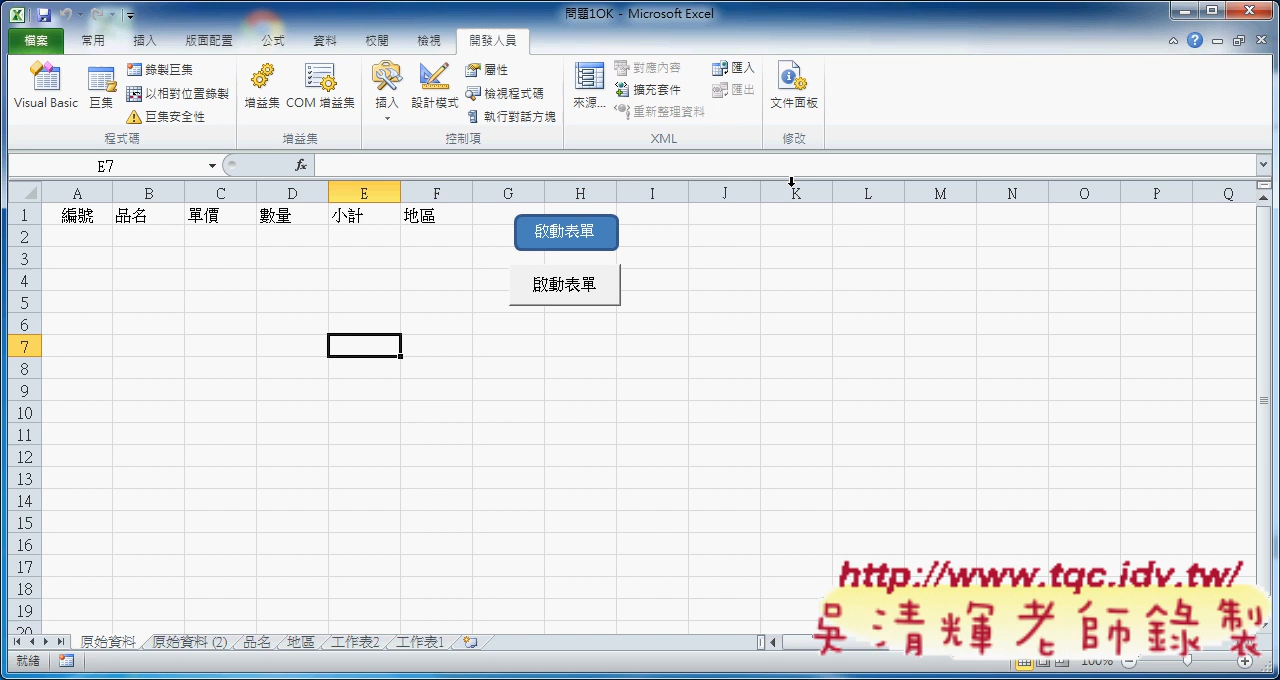 問題1OK - Microsoft Excel
檔案 常用 插入 版面配置 公式 資料 校閱 檢視 開發人員
Visual Basic 巨集 錄製巨集 以相對位置錄製 巨集安全性 程式碼
增益集 COM 增益集 增益集
插入 設計模式 屬性 檢視程式碼 執行對話方塊 控制項
來源... 對應內容 擴充套件 重新整理資料 匯入 匯出 XML
文件面板 修改
E7 fx
A B C D E F G H I J K L M N O P Q
1 編號 品名 單價 數量 小計 地區
啟動表單
2
3
4 啟動表單
5
6
7
8
9
10
11
12
13
14
15
16
17
18
19
20
http://www.tqc.idv.tw/
吳清輝老師錄製
原始資料 原始資料 (2) 品名 地區 工作表2 工作表1
就緒 100%